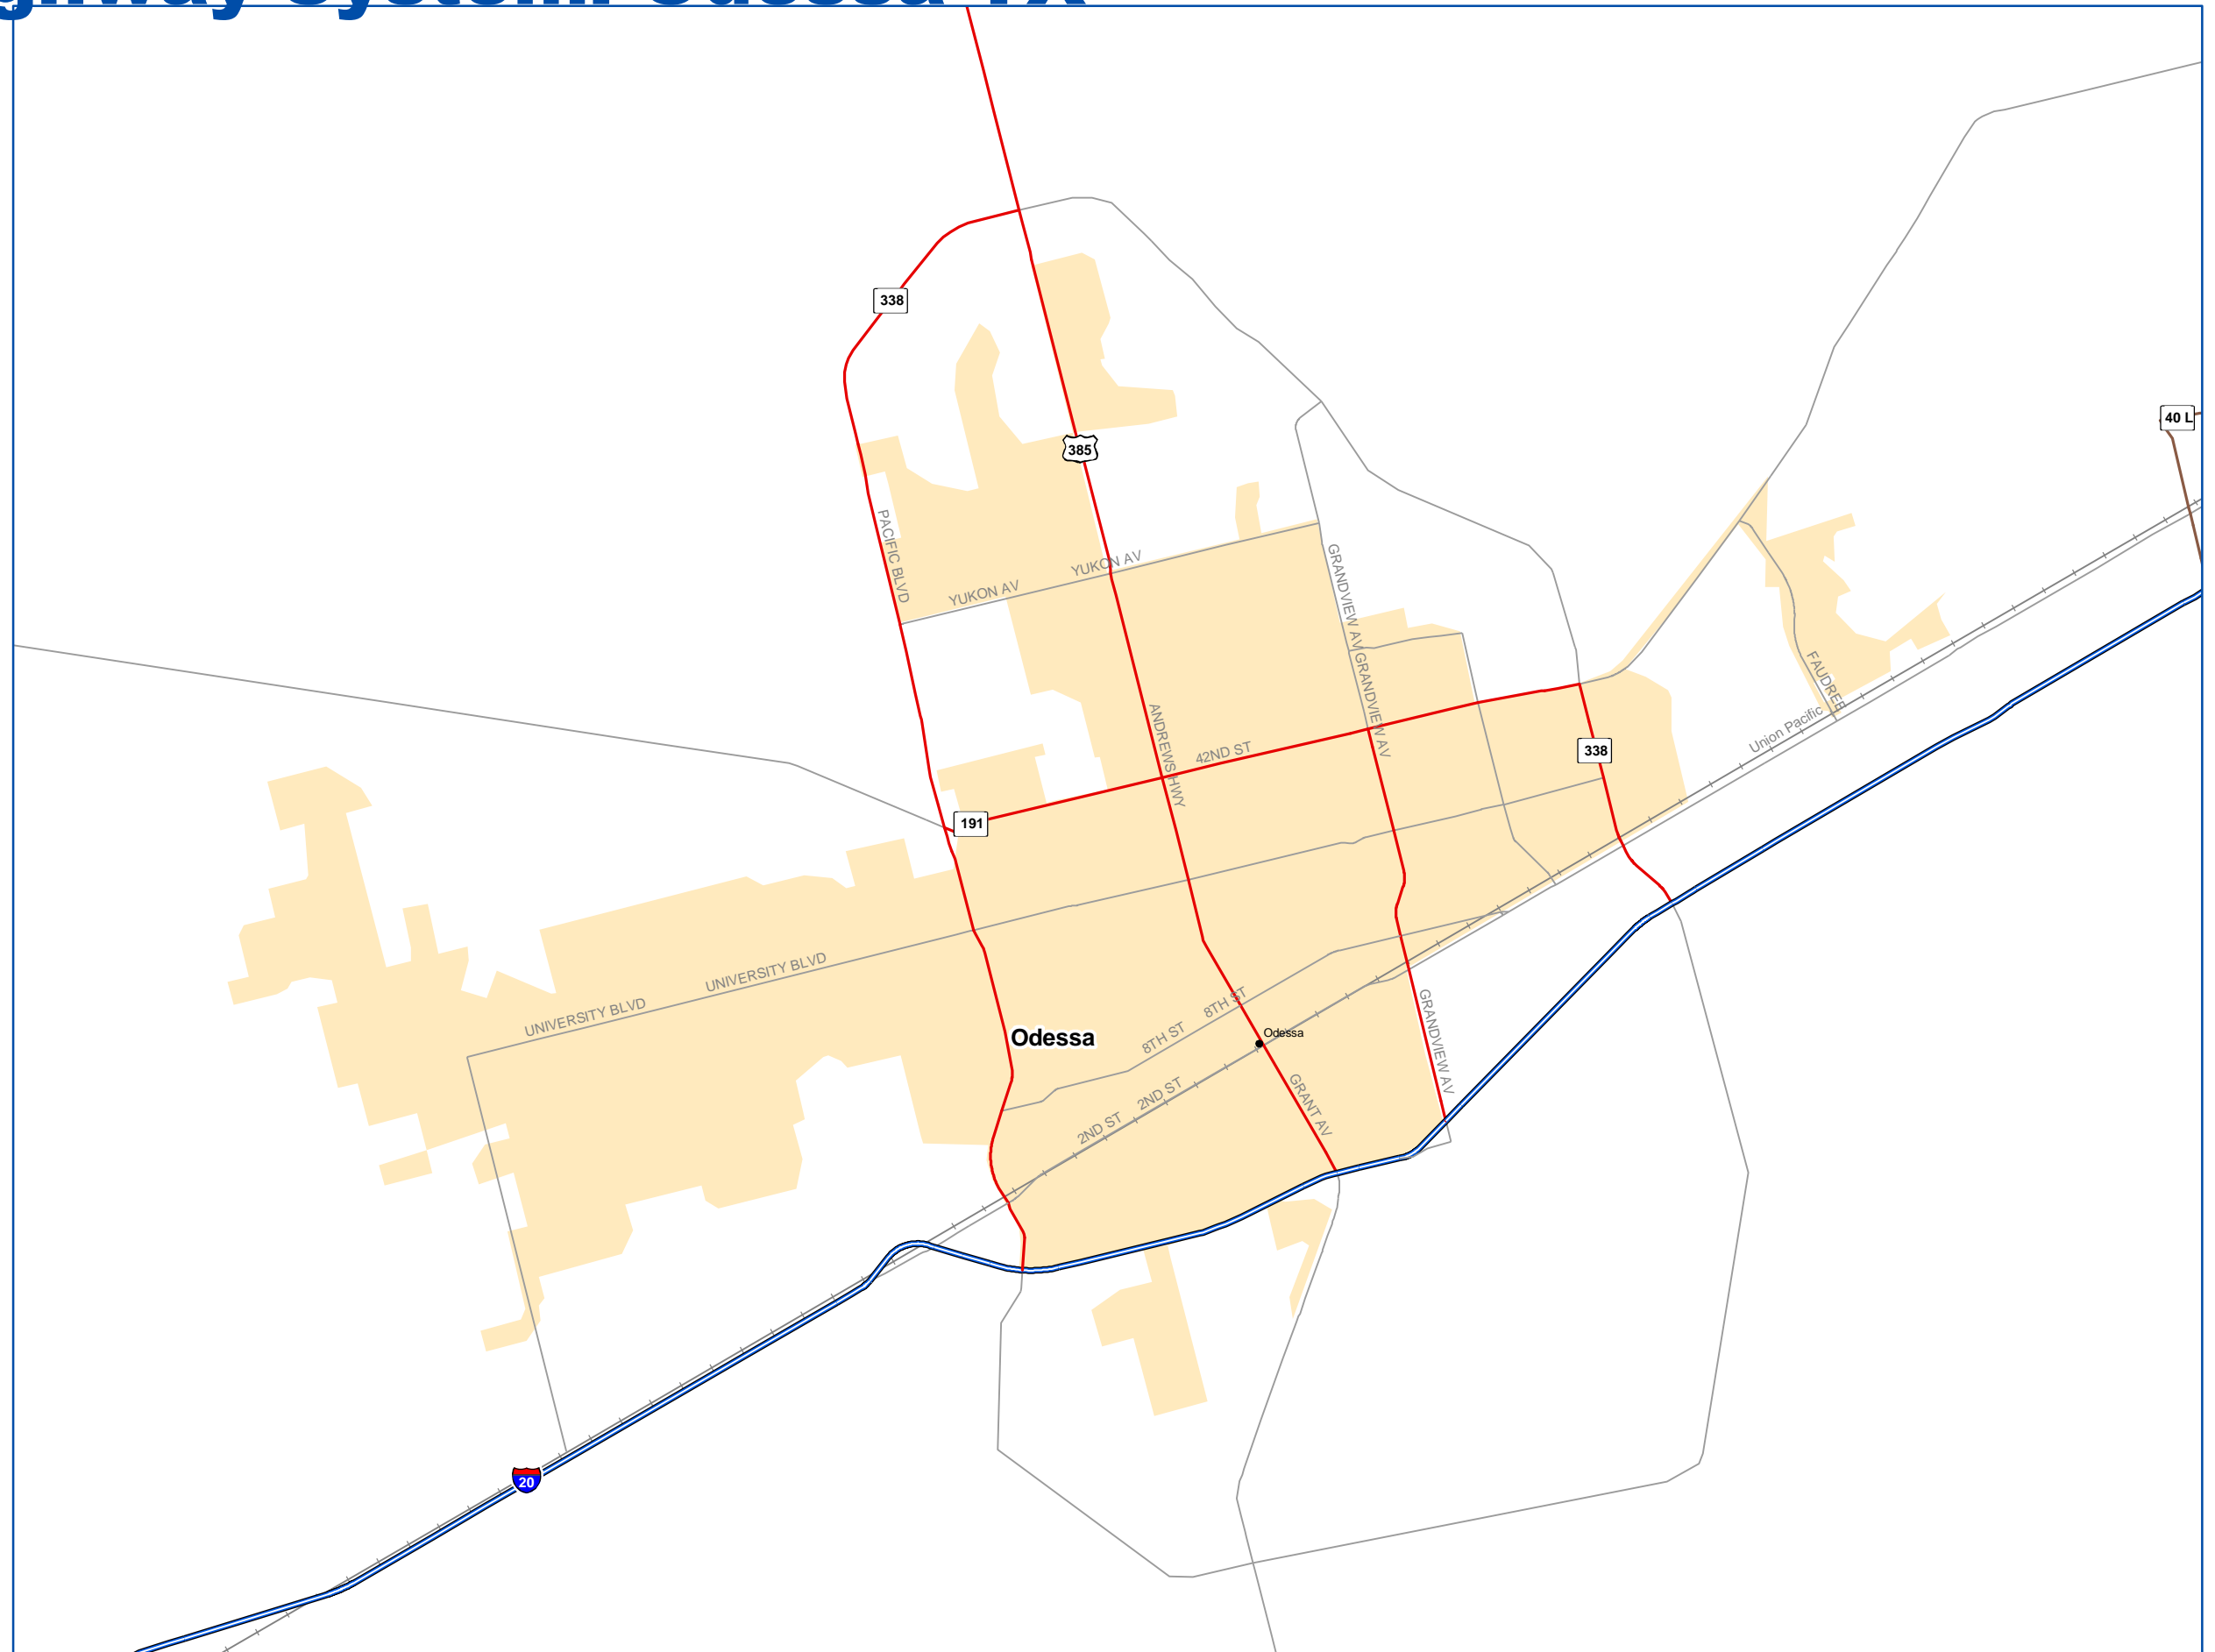 338
40 L
385
PACIFIC BLVD
YUKON AV
YUKON AV
GRANDVIEW AV
GRANDVIEW AV
FAUDREE
ANDREWS HWY
Union Pacific
42ND ST
338
191
UNIVERSITY BLVD
UNIVERSITY BLVD
8TH ST
8TH ST
GRANDVIEW AV
Odessa
Odessa
2ND ST
2ND ST
GRANT AV
20